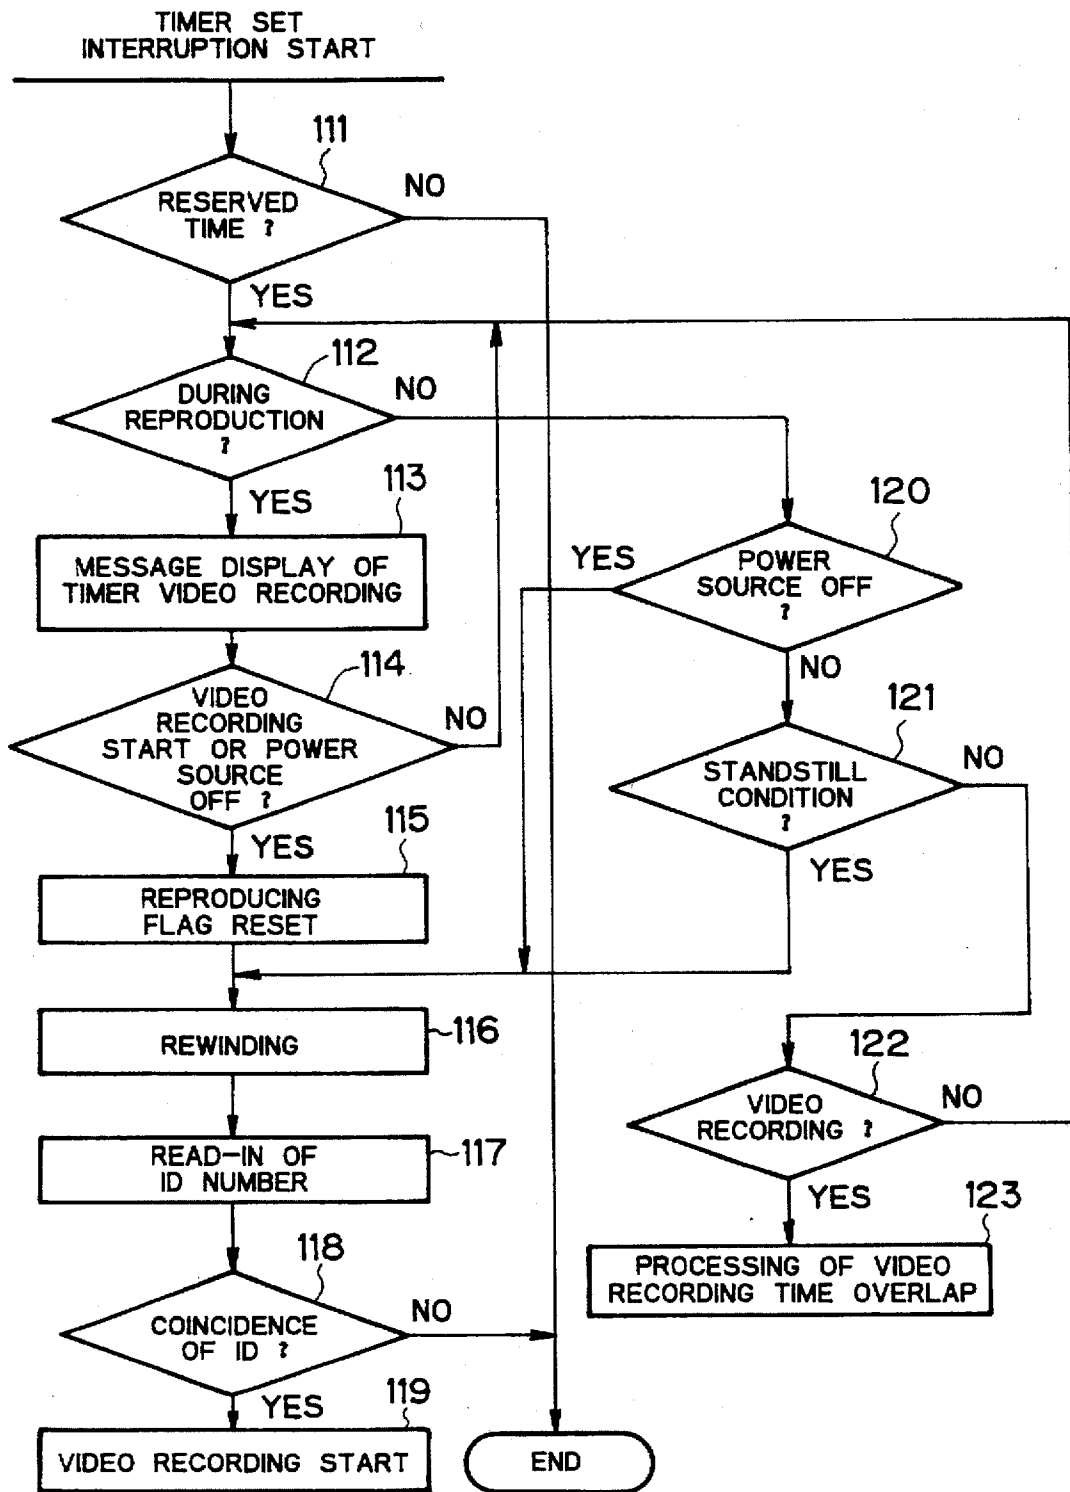 TIMER SET
INTERRUPTION START
111
RESERVED
TIME ?
NO
YES
112
DURING
REPRODUCTION
?
NO
YES
113
MESSAGE DISPLAY OF
TIMER VIDEO RECORDING
114
VIDEO
RECORDING
START OR POWER
SOURCE
OFF ?
NO
YES
115
REPRODUCING
FLAG RESET
REWINDING
116
READ-IN OF
ID NUMBER
117
118
COINCIDENCE
OF ID ?
NO
YES
119
VIDEO RECORDING START
END
120
POWER
SOURCE OFF
?
YES
NO
121
STANDSTILL
CONDITION
?
NO
YES
122
VIDEO
RECORDING ?
NO
YES
123
PROCESSING OF VIDEO
RECORDING TIME OVERLAP